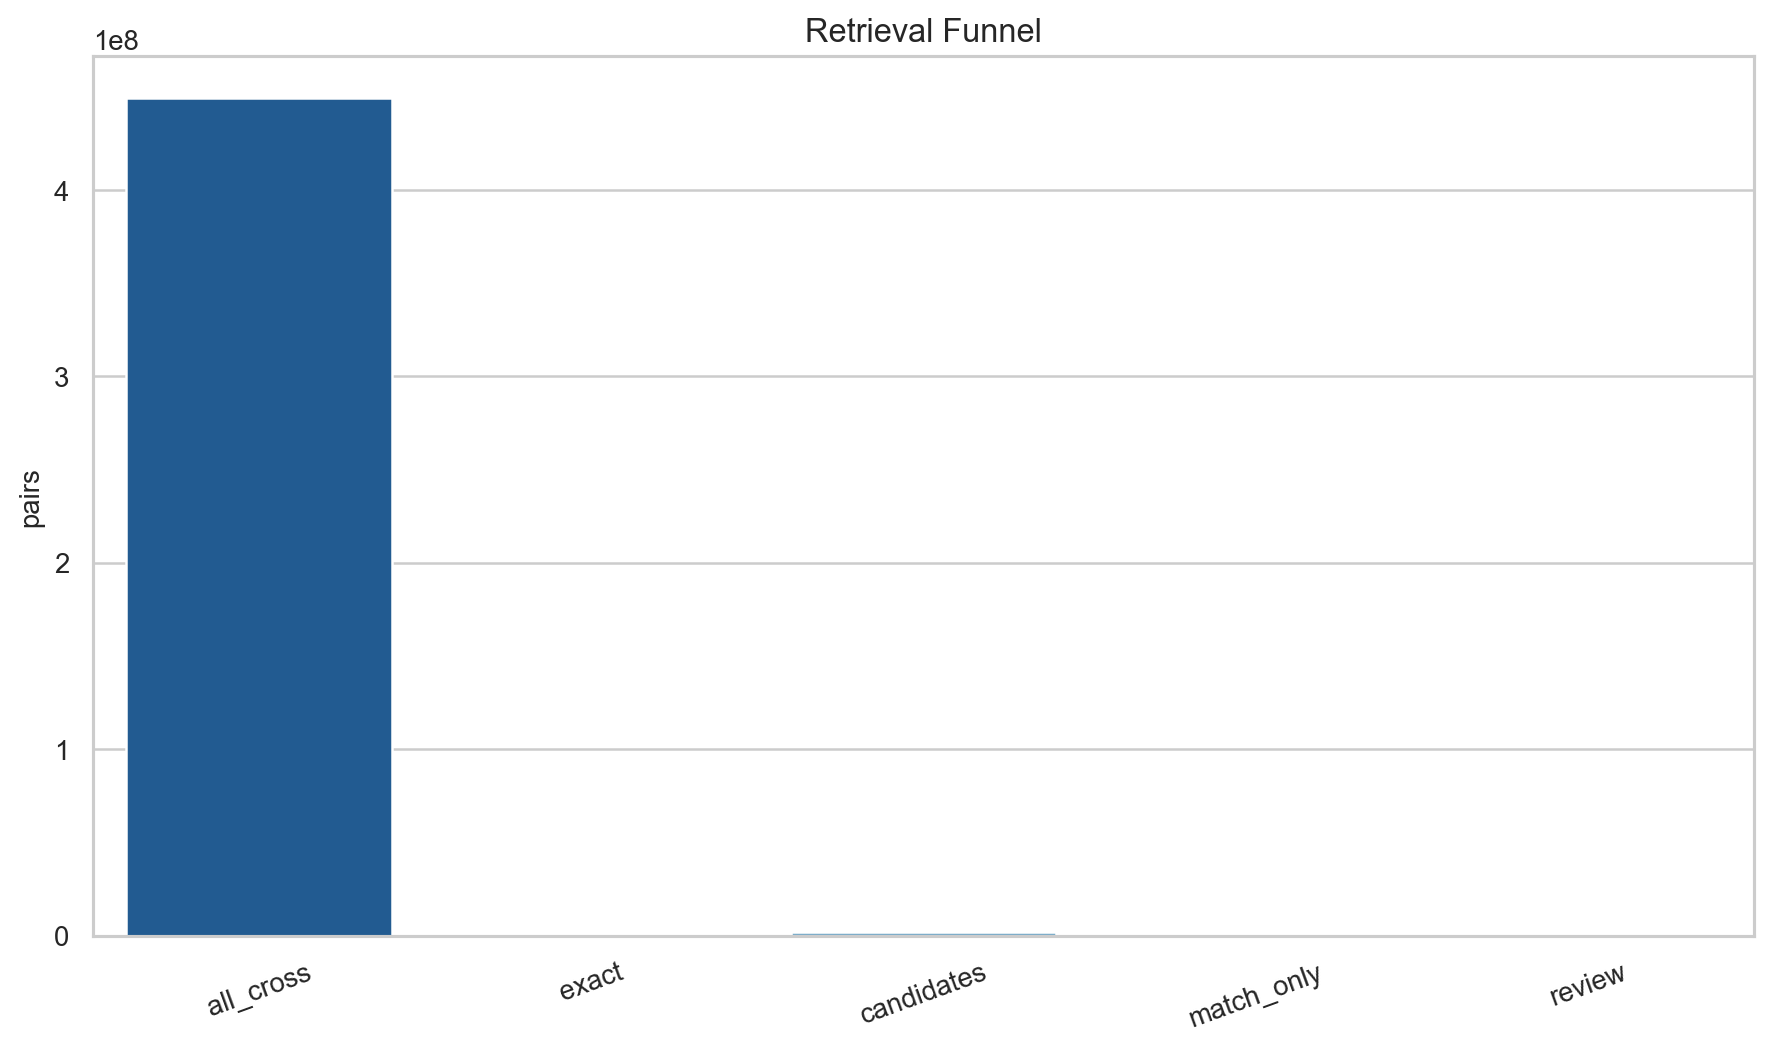 Retrieval Funnel
1e8
4
3
2
1
0
pairs
all_cross
exact
candidates
match_only
review